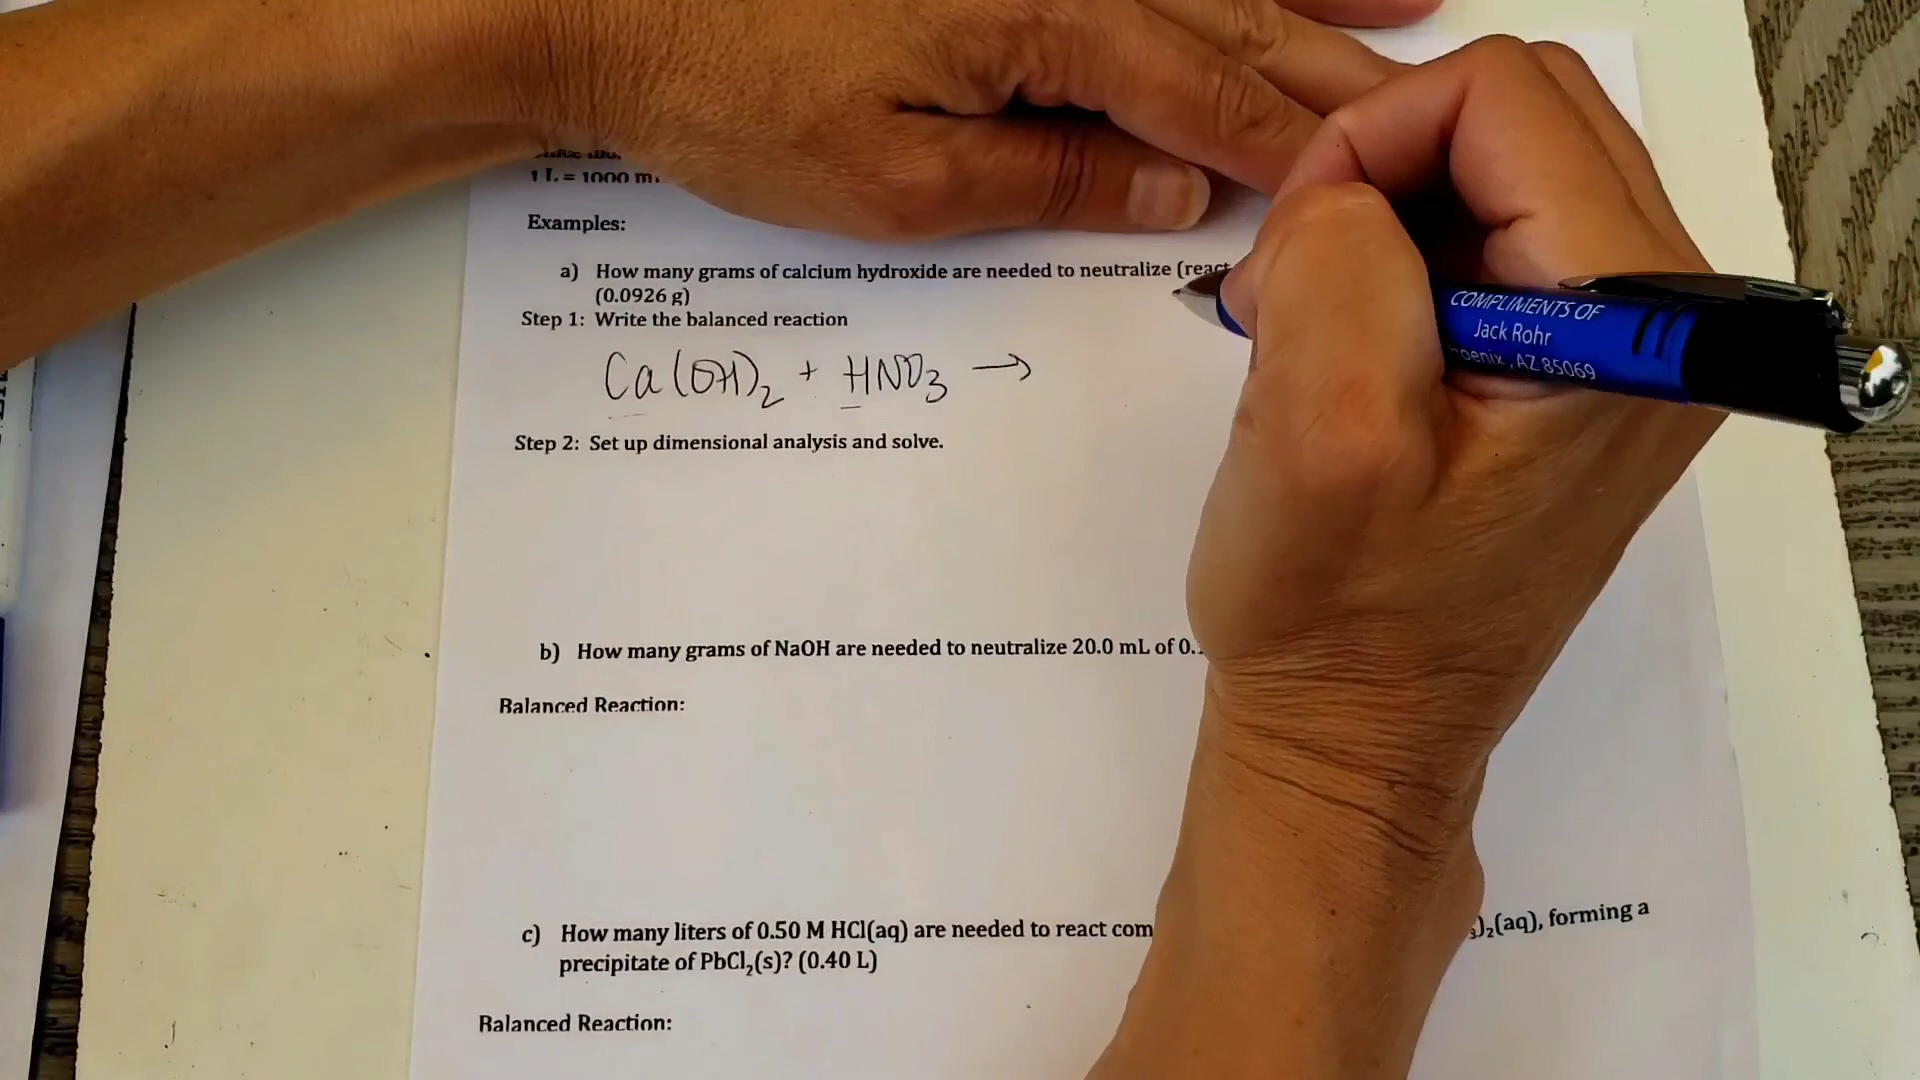 1 L = 1000 m
Examples:
a) How many grams of calcium hydroxide are needed to neutralize (react
(0.0926 g)
Step 1: Write the balanced reaction
Ca(OH)2 + HNO3 →
Step 2: Set up dimensional analysis and solve.
b) How many grams of NaOH are needed to neutralize 20.0 mL of 0.
Balanced Reaction:
c) How many liters of 0.50 M HCl(aq) are needed to react com ₃)₂(aq), forming a
precipitate of PbCl₂(s)? (0.40 L)
Balanced Reaction:
COMPLIMENTS OF
Jack Rohr
oenix, AZ 85069